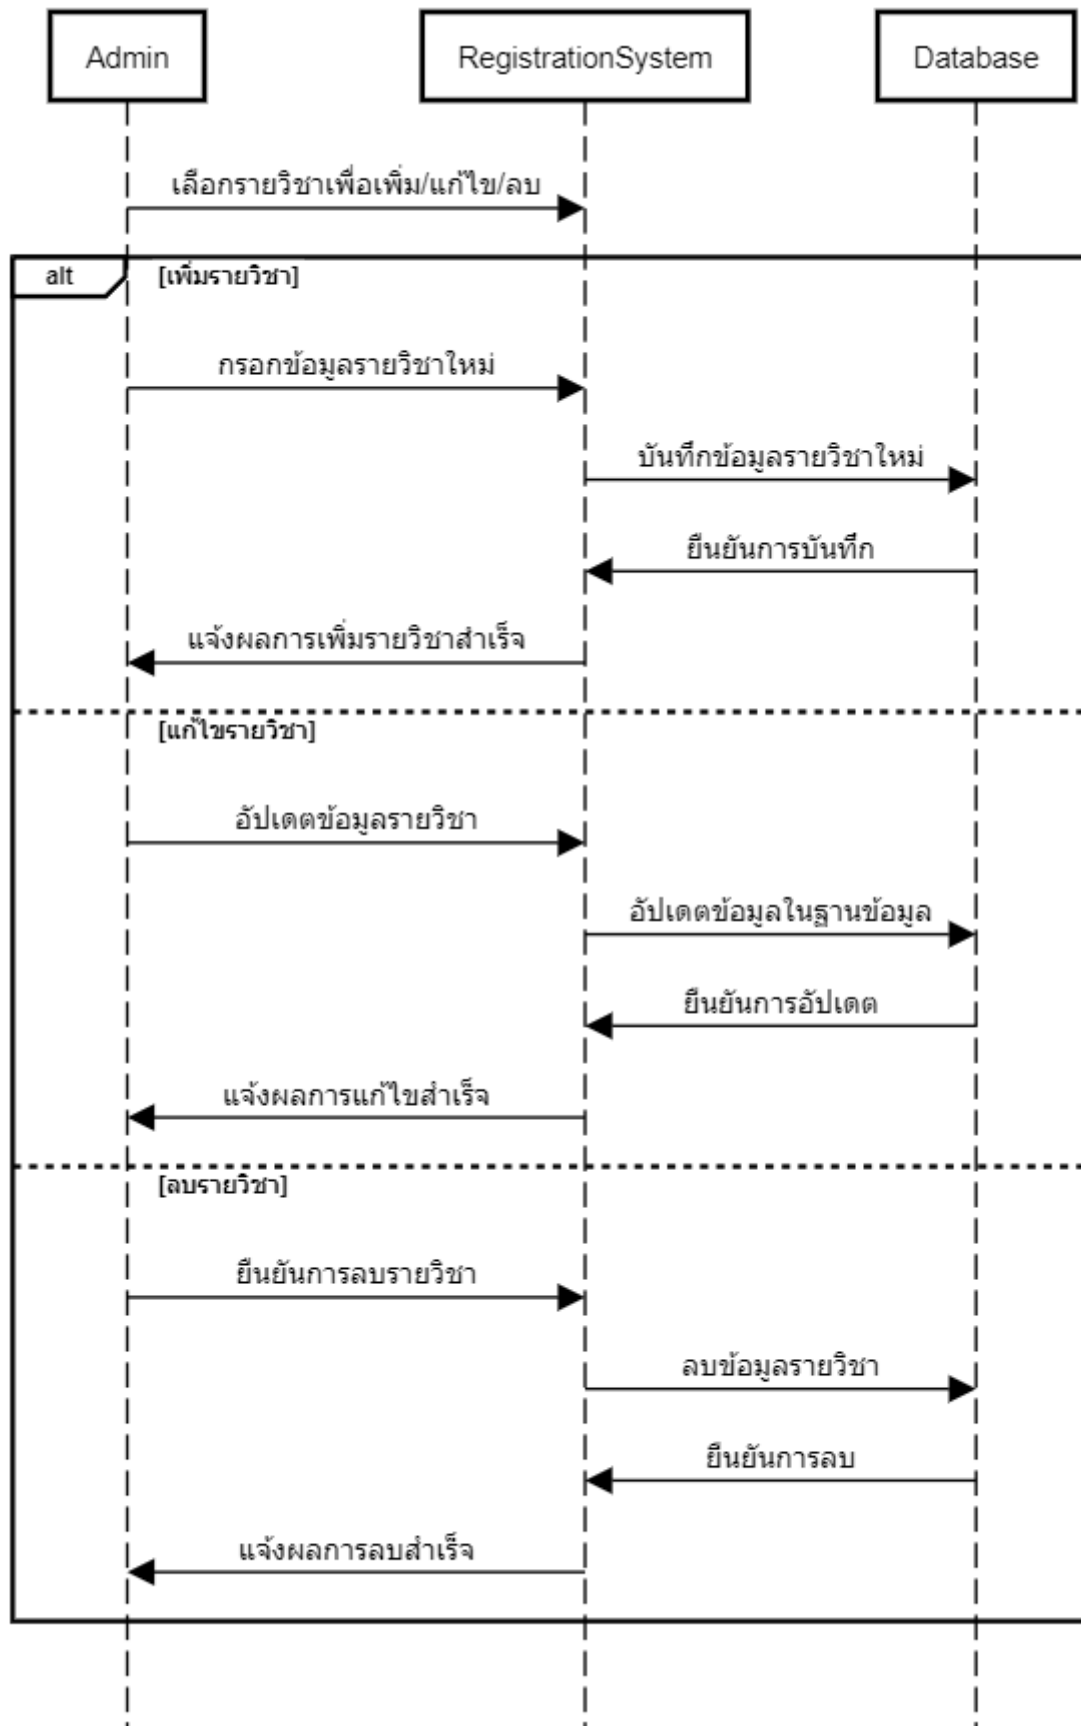 Admin
RegistrationSystem
Database
เลือกรายวิชาเพื่อเพิ่ม/แก้ไข/ลบ
alt
[เพิ่มรายวิชา]
กรอกข้อมูลรายวิชาใหม่
บันทึกข้อมูลรายวิชาใหม่
ยืนยันการบันทึก
แจ้งผลการเพิ่มรายวิชาสำเร็จ
[แก้ไขรายวิชา]
อัปเดตข้อมูลรายวิชา
อัปเดตข้อมูลในฐานข้อมูล
ยืนยันการอัปเดต
แจ้งผลการแก้ไขสำเร็จ
[ลบรายวิชา]
ยืนยันการลบรายวิชา
ลบข้อมูลรายวิชา
ยืนยันการลบ
แจ้งผลการลบสำเร็จ